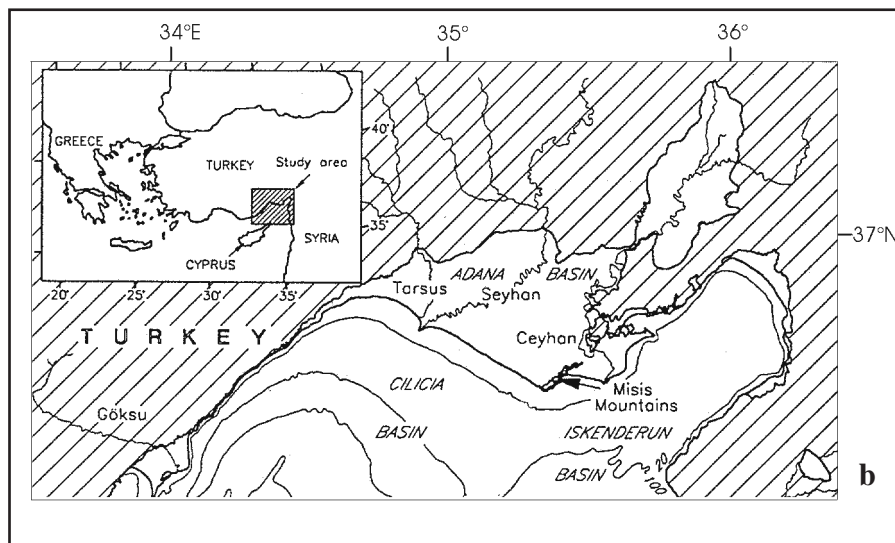 34°E
35°
36°
GREECE
TURKEY
Study area
CYPRUS
SYRIA
40°
35°
20°
25°
30°
35°
37°N
ADANA
BASIN
Tarsus
Seyhan
Ceyhan
TURKEY
Misis
Mountains
CILICIA
BASIN
Göksu
ISKENDERUN
BASIN
20
100
b